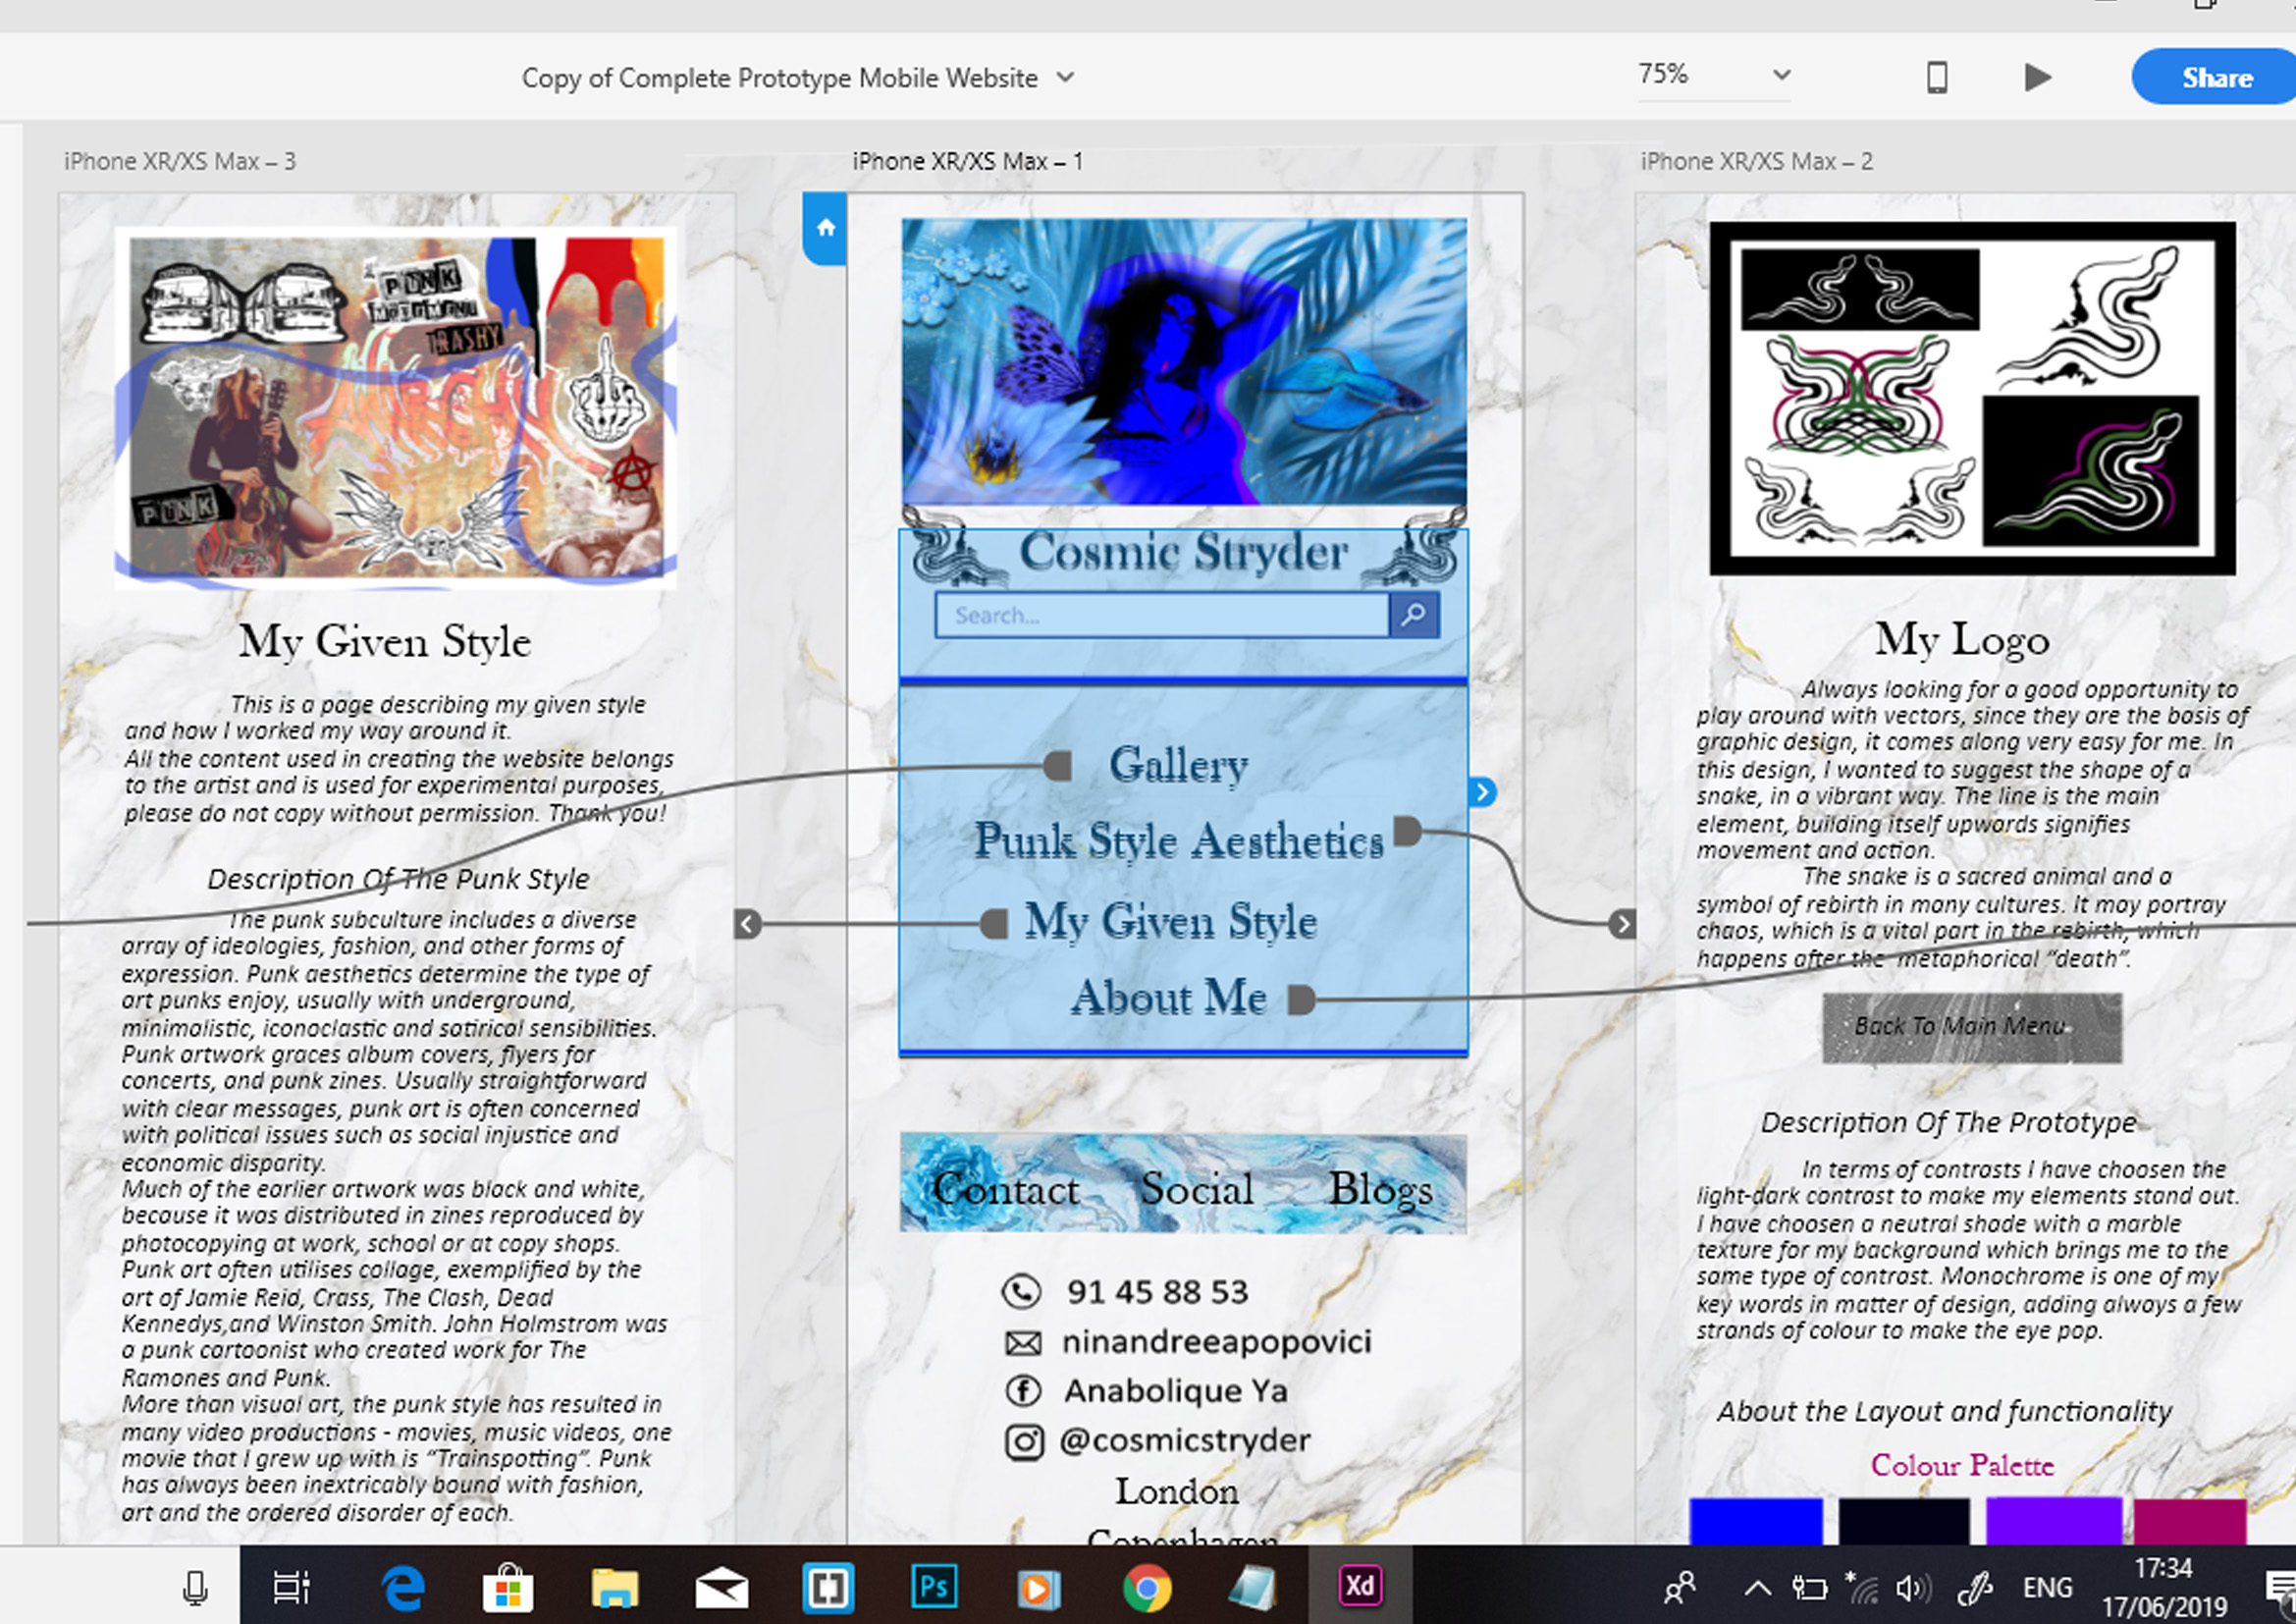 Copy of Complete Prototype Mobile Website
75%
Share
iPhone XR/XS Max – 3
PUNK
MOVEMENT
TRASHY
PUNK
My Given Style
This is a page describing my given style
and how I worked my way around it.
All the content used in creating the website belongs
to the artist and is used for experimental purposes,
please do not copy without permission. Thank you!
Description Of The Punk Style
The punk subculture includes a diverse
array of ideologies, fashion, and other forms of
expression. Punk aesthetics determine the type of
art punks enjoy, usually with underground,
minimalistic, iconoclastic and satirical sensibilities.
Punk artwork graces album covers, flyers for
concerts, and punk zines. Usually straightforward
with clear messages, punk art is often concerned
with political issues such as social injustice and
economic disparity.
Much of the earlier artwork was black and white,
because it was distributed in zines reproduced by
photocopying at work, school or at copy shops.
Punk art often utilises collage, exemplified by the
art of Jamie Reid, Crass, The Clash, Dead
Kennedys,and Winston Smith. John Holmstrom was
a punk cartoonist who created work for The
Ramones and Punk.
More than visual art, the punk style has resulted in
many video productions - movies, music videos, one
movie that I grew up with is “Trainspotting”. Punk
has always been inextricably bound with fashion,
art and the ordered disorder of each.
iPhone XR/XS Max – 1
Cosmic Stryder
Search...
Gallery
Punk Style Aesthetics
My Given Style
About Me
Contact Social Blogs
91 45 88 53
ninandreeapopovici
Anabolique Ya
@cosmicstryder
London
Copenhagen
iPhone XR/XS Max – 2
My Logo
Always looking for a good opportunity to
play around with vectors, since they are the basis of
graphic design, it comes along very easy for me. In
this design, I wanted to suggest the shape of a
snake, in a vibrant way. The line is the main
element, building itself upwards signifies
movement and action.
The snake is a sacred animal and a
symbol of rebirth in many cultures. It may portray
chaos, which is a vital part in the rebirth, which
happens after the metaphorical “death”.
Back To Main Menu
Description Of The Prototype
In terms of contrasts I have choosen the
light-dark contrast to make my elements stand out.
I have choosen a neutral shade with a marble
texture for my background which brings me to the
same type of contrast. Monochrome is one of my
key words in matter of design, adding always a few
strands of colour to make the eye pop.
About the Layout and functionality
Colour Palette
Ps
Xd
ENG
17:34
17/06/2019